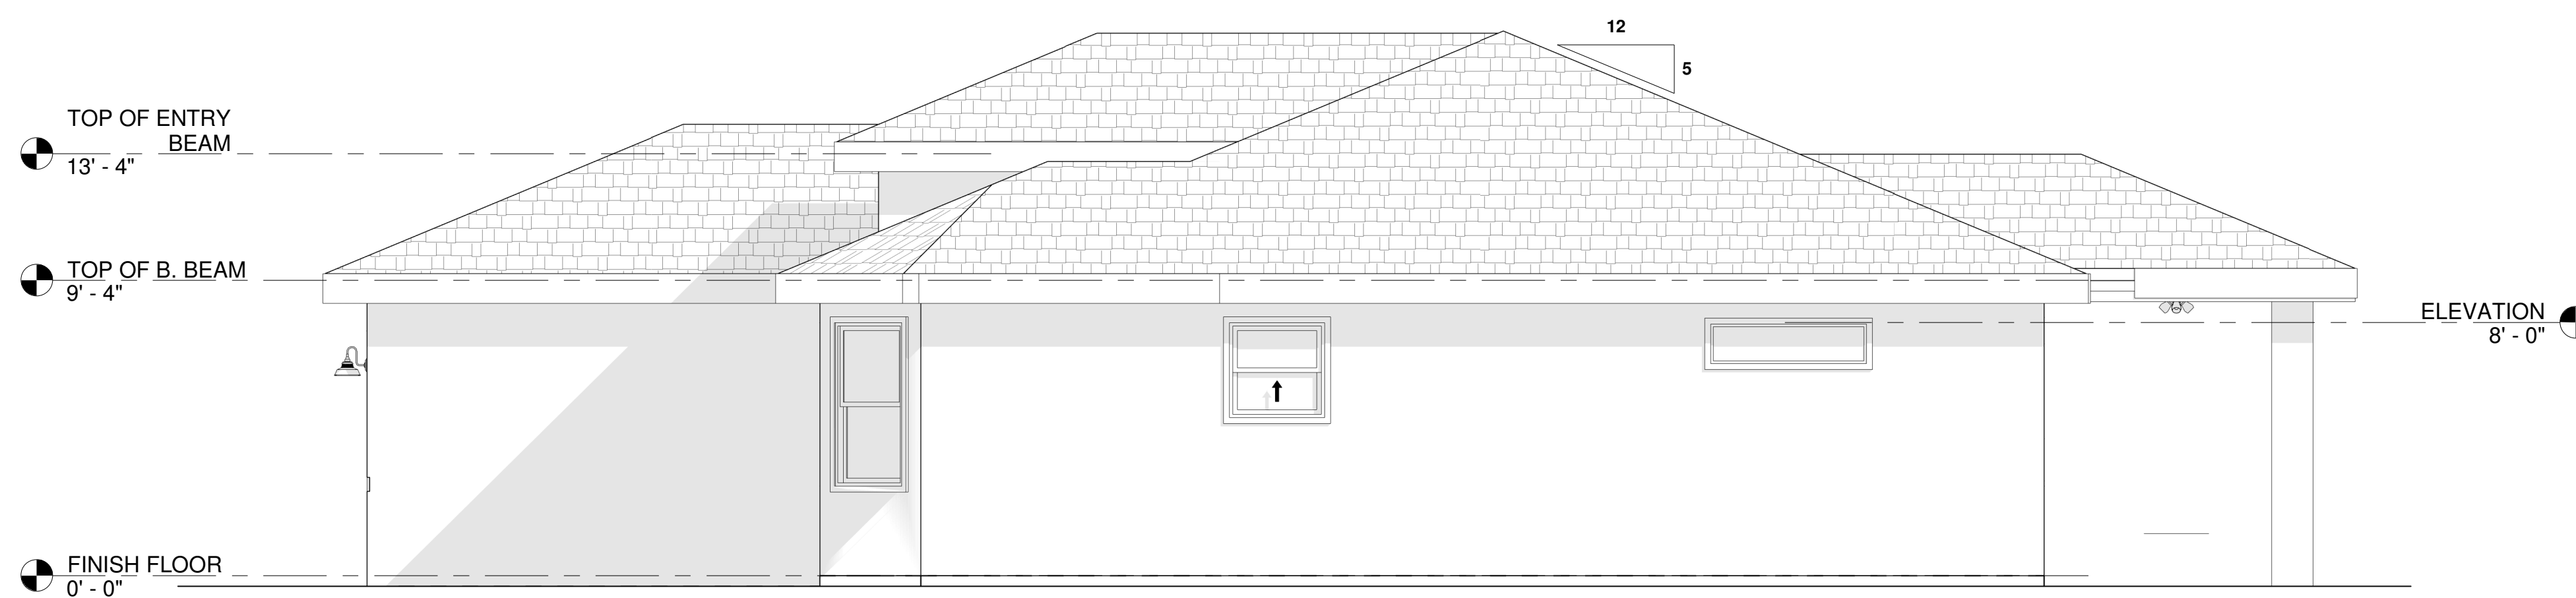 12
5
TOP OF ENTRY
BEAM
13' - 4"
TOP OF B. BEAM
9' - 4"
ELEVATION
8' - 0"
FINISH FLOOR
0' - 0"